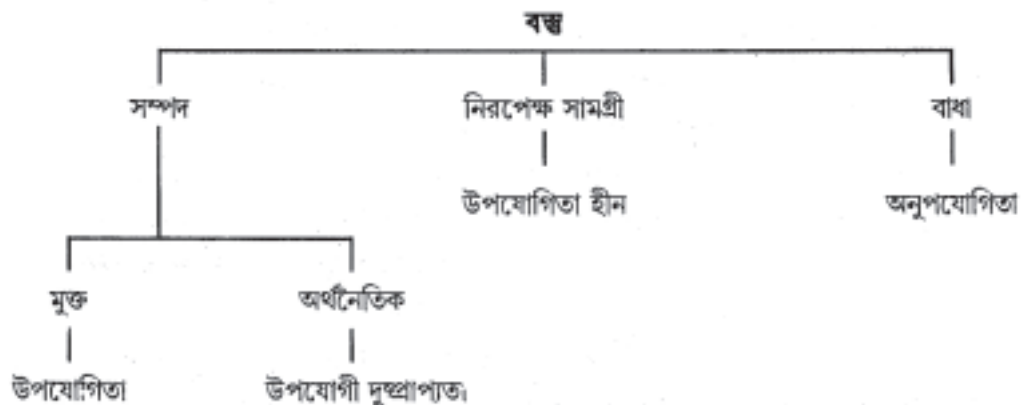 বস্তু
সম্পদ নিরপেক্ষ সামগ্রী বাধা
উপযোগিতা হীন অনুপযোগিতা
মুক্ত অর্থনৈতিক
উপযোগিতা উপযোগী দুষ্প্রাপ্যতা